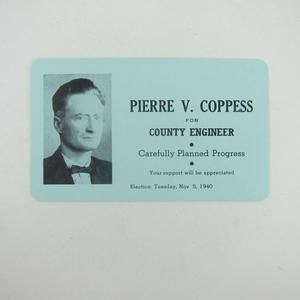 PIERRE V. COPPESS
FOR
COUNTY ENGINEER
Carefully Planned Progress
Your support will be appreciated
Election: Tuesday, Nov 5, 1940